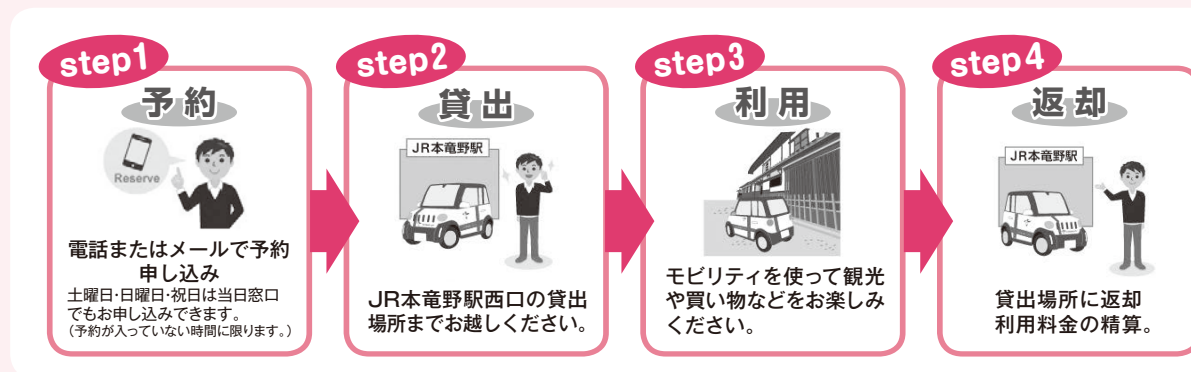 step1
予約
Reserve
電話またはメールで予約
申し込み
土曜日・日曜日・祝日は当日窓口
でもお申し込みできます。
（予約が入っていない時間に限ります。）
step2
貸出
JR本竜野駅
JR本竜野駅西口の貸出
場所までお越しください。
step3
利用
モビリティを使って観光
や買い物などをお楽しみ
ください。
step4
返却
JR本竜野駅
貸出場所に返却
利用料金の精算。